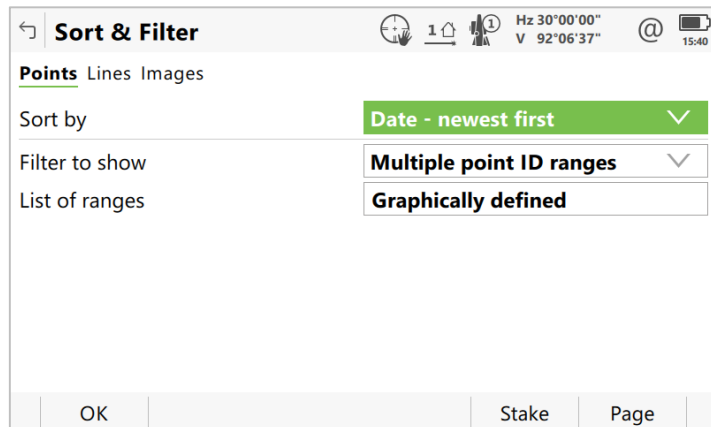 Sort & Filter
1
1
Hz 30°00'00"
V 92°06'37"
@
15:40
Points Lines Images
Sort by Date - newest first
Filter to show Multiple point ID ranges
List of ranges Graphically defined
OK Stake Page